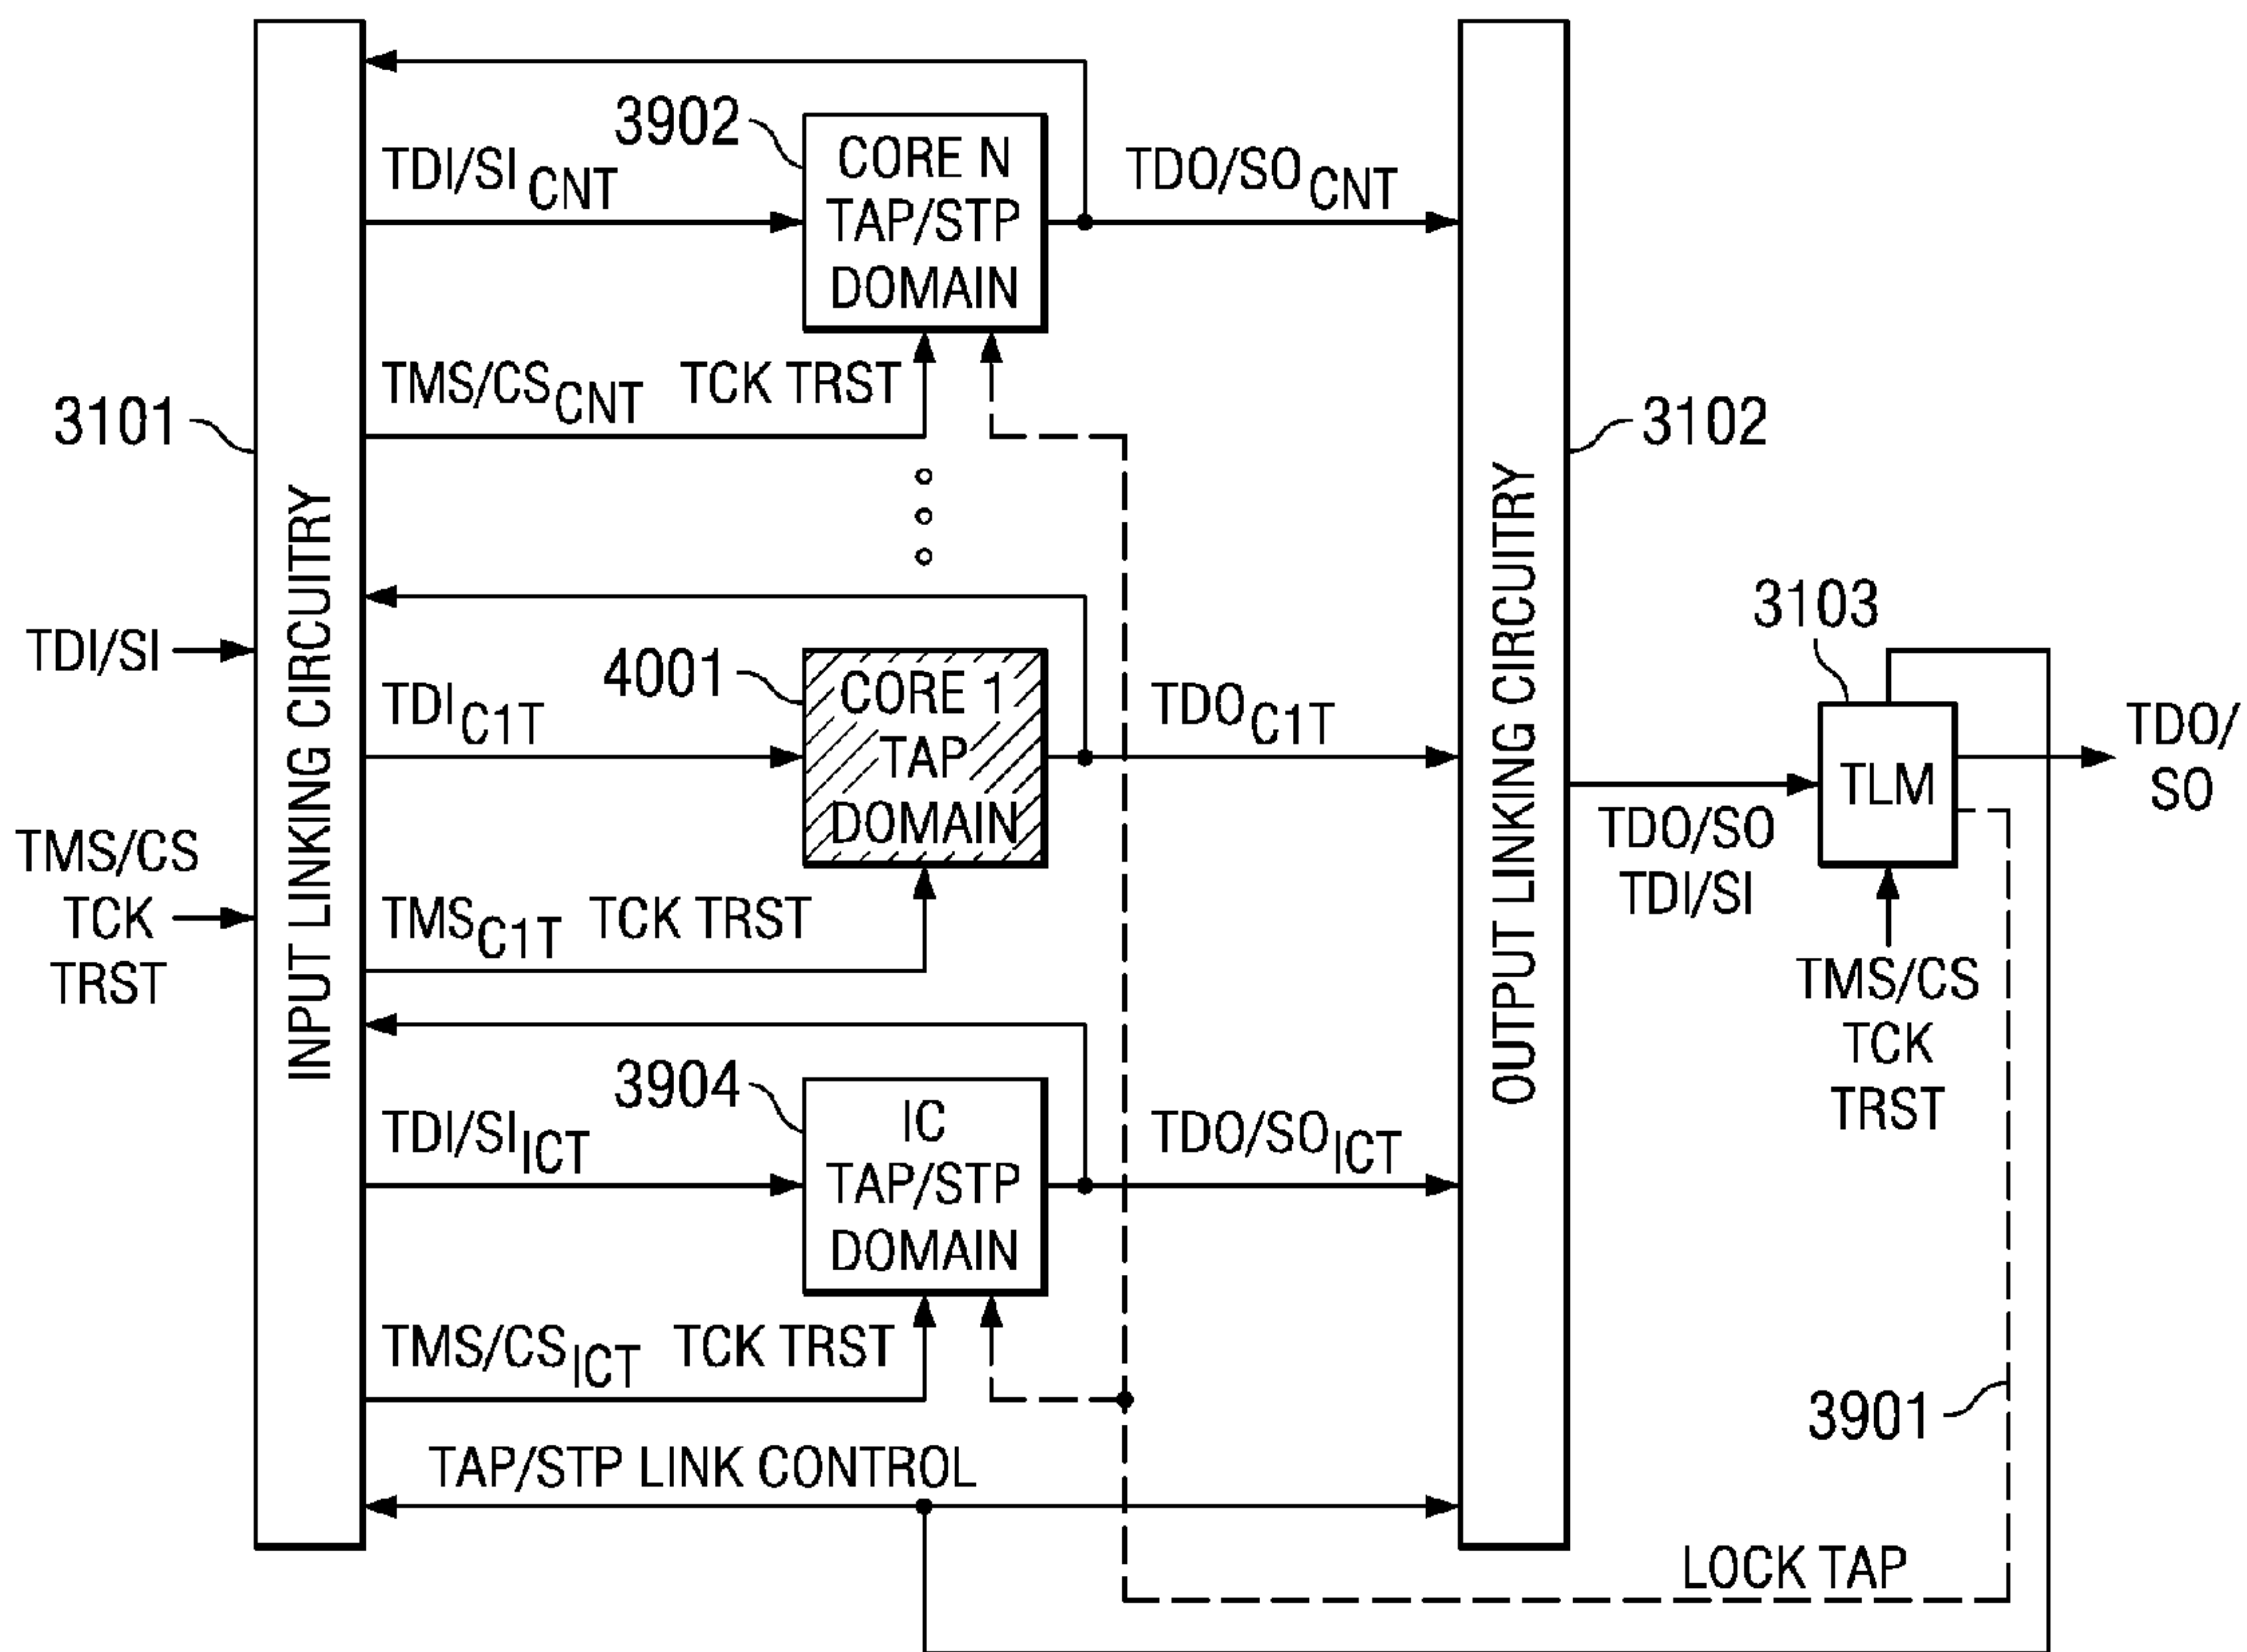 3902
CORE N
TAP/STP
DOMAIN
TDI/SI CNT
TDO/SO CNT
TMS/CS CNT TCK TRST
3101
3102
INPUT LINKING CIRCUITRY
OUTPUT LINKING CIRCUITRY
TDI/SI
4001
CORE 1
TAP
DOMAIN
TDI C1T
TDO C1T
TMS C1T TCK TRST
TMS/CS
TCK
TRST
3103
TLM
TDO/
SO
TDO/SO
TDI/SI
TMS/CS
TCK
TRST
3904
IC
TAP/STP
DOMAIN
TDI/SI ICT
TDO/SO ICT
TMS/CS ICT TCK TRST
3901
TAP/STP LINK CONTROL
LOCK TAP